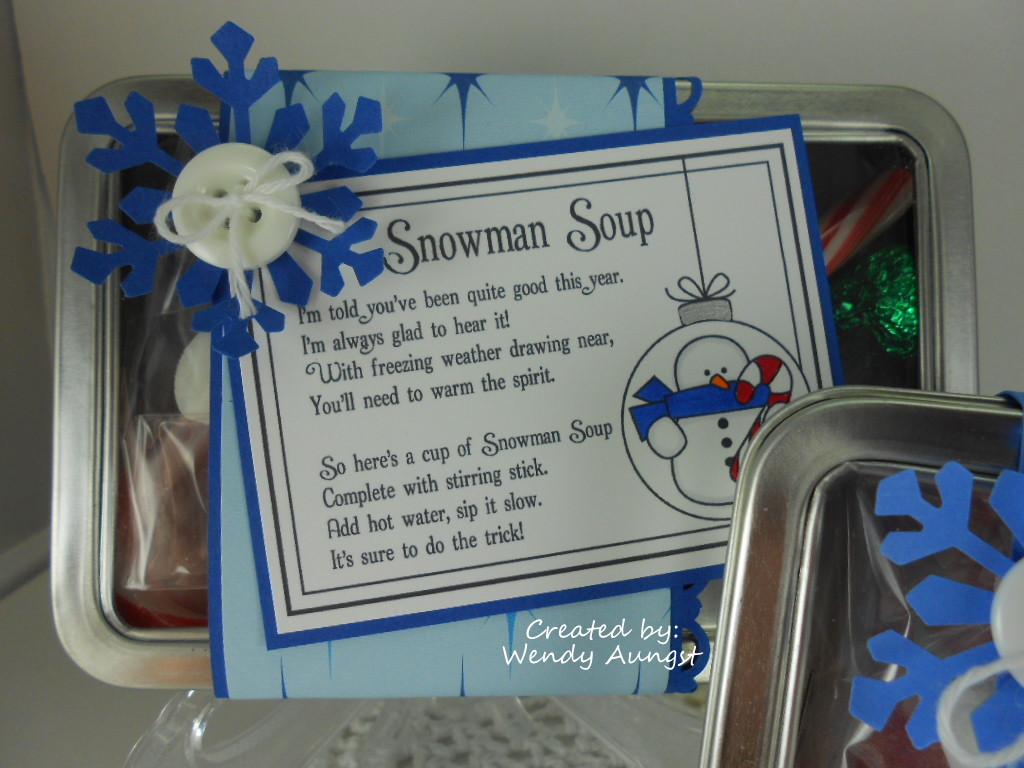 Snowman Soup
I'm told you've been quite good this year.
I'm always glad to hear it!
With freezing weather drawing near,
You'll need to warm the spirit.
So here's a cup of Snowman Soup
Complete with stirring stick.
Add hot water, sip it slow.
It's sure to do the trick!
Created by:
Wendy Aungst